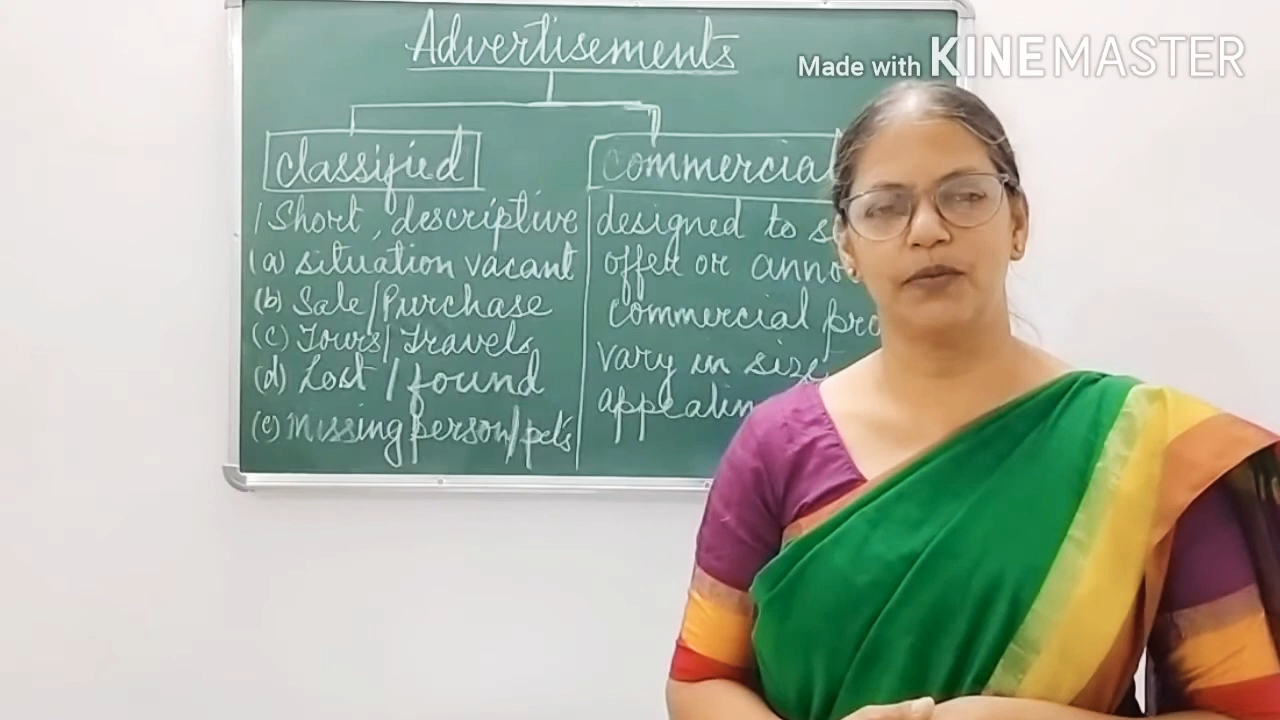 Advertisements
Made with KINEMASTER
classified
Short, descriptive
(a) situation vacant
(b) Sale/Purchase
(c) Tours/Travels
(d) Lost/found
(e) missing person/pets
commercial
designed to
offer or
commercial
vary in